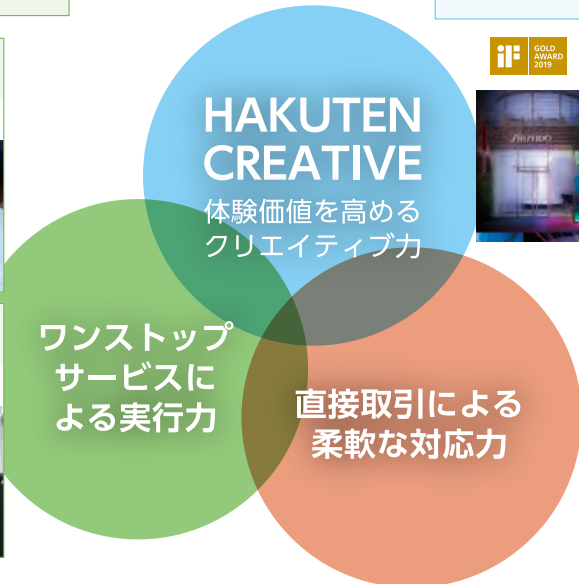 iF GOLD
AWARD
2019
SHISEIDO
HAKUTEN
CREATIVE
体験価値を高める
クリエイティブ力
ワンストップ
サービスに
よる実行力
直接取引による
柔軟な対応力